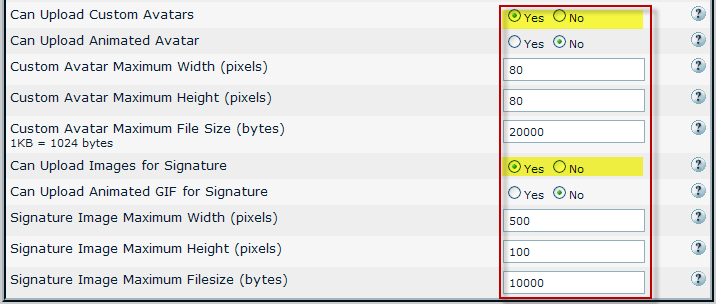 Can Upload Custom Avatars Yes No ?
Can Upload Animated Avatar Yes No ?
Custom Avatar Maximum Width (pixels) 80 ?
Custom Avatar Maximum Height (pixels) 80 ?
Custom Avatar Maximum File Size (bytes) 20000 ?
1KB = 1024 bytes
Can Upload Images for Signature Yes No ?
Can Upload Animated GIF for Signature Yes No ?
Signature Image Maximum Width (pixels) 500 ?
Signature Image Maximum Height (pixels) 100 ?
Signature Image Maximum Filesize (bytes) 10000 ?